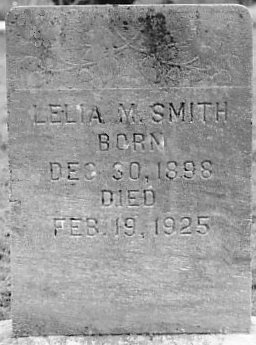 LELIA M. SMITH
BORN
DEC 30, 1898
DIED
FEB. 19, 1925